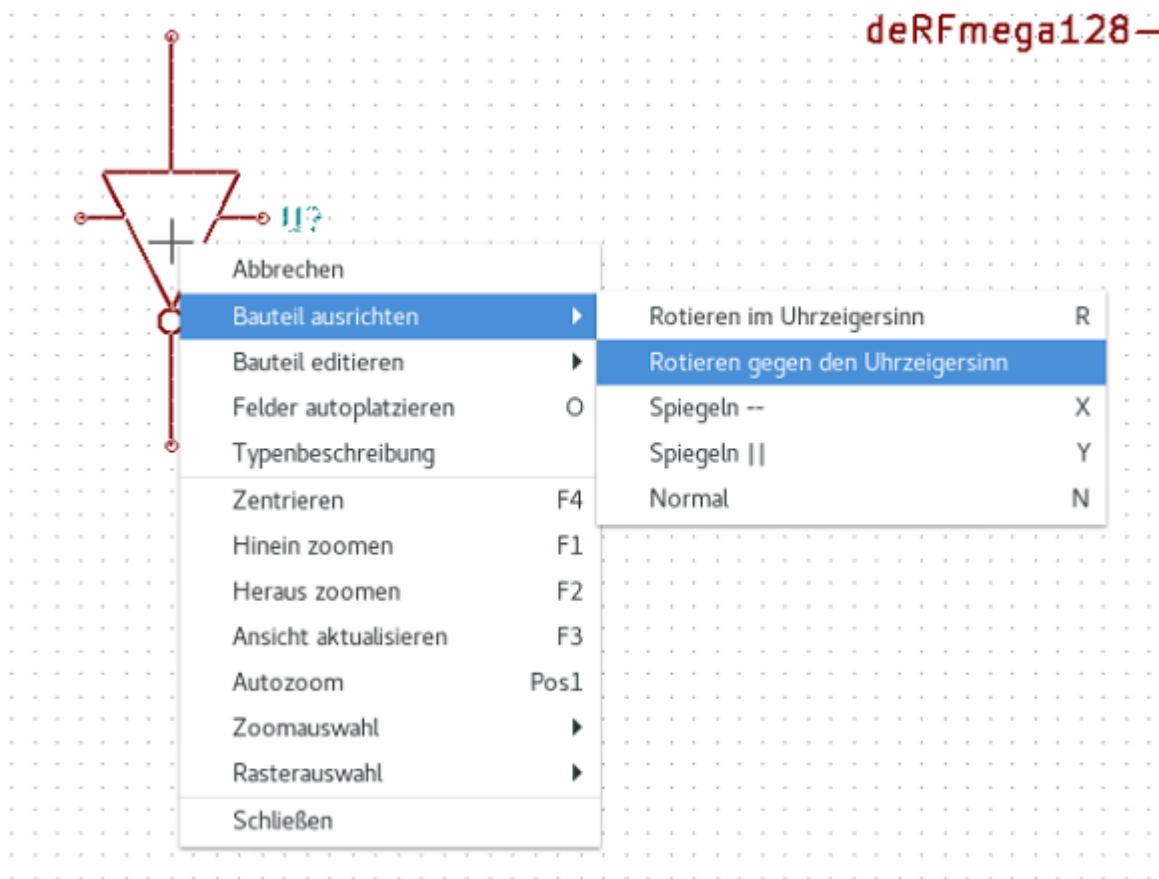 deRFmega128-
U?
Abbrechen
Bauteil ausrichten
Rotieren im Uhrzeigersinn R
Bauteil editieren
Rotieren gegen den Uhrzeigersinn
Felder autoplatzieren O
Spiegeln -- X
Typenbeschreibung
Spiegeln || Y
Zentrieren F4
Normal N
Hinein zoomen F1
Heraus zoomen F2
Ansicht aktualisieren F3
Autozoom Pos1
Zoomauswahl
Rasterauswahl
Schließen